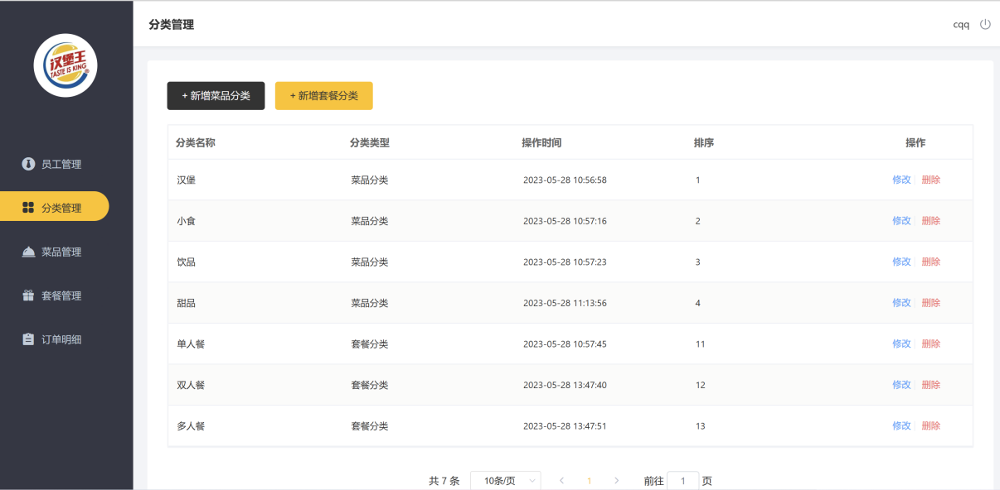 分类管理
cqq
汉堡王
TASTE IS KING
®
员工管理
分类管理
菜品管理
套餐管理
订单明细
+ 新增菜品分类 + 新增套餐分类
分类名称 分类类型 操作时间 排序 操作
汉堡 菜品分类 2023-05-28 10:56:58 1 修改 删除
小食 菜品分类 2023-05-28 10:57:16 2 修改 删除
饮品 菜品分类 2023-05-28 10:57:23 3 修改 删除
甜品 菜品分类 2023-05-28 11:13:56 4 修改 删除
单人餐 套餐分类 2023-05-28 10:57:45 11 修改 删除
双人餐 套餐分类 2023-05-28 13:47:40 12 修改 删除
多人餐 套餐分类 2023-05-28 13:47:51 13 修改 删除
共 7 条 10条/页 1 前往 1 页